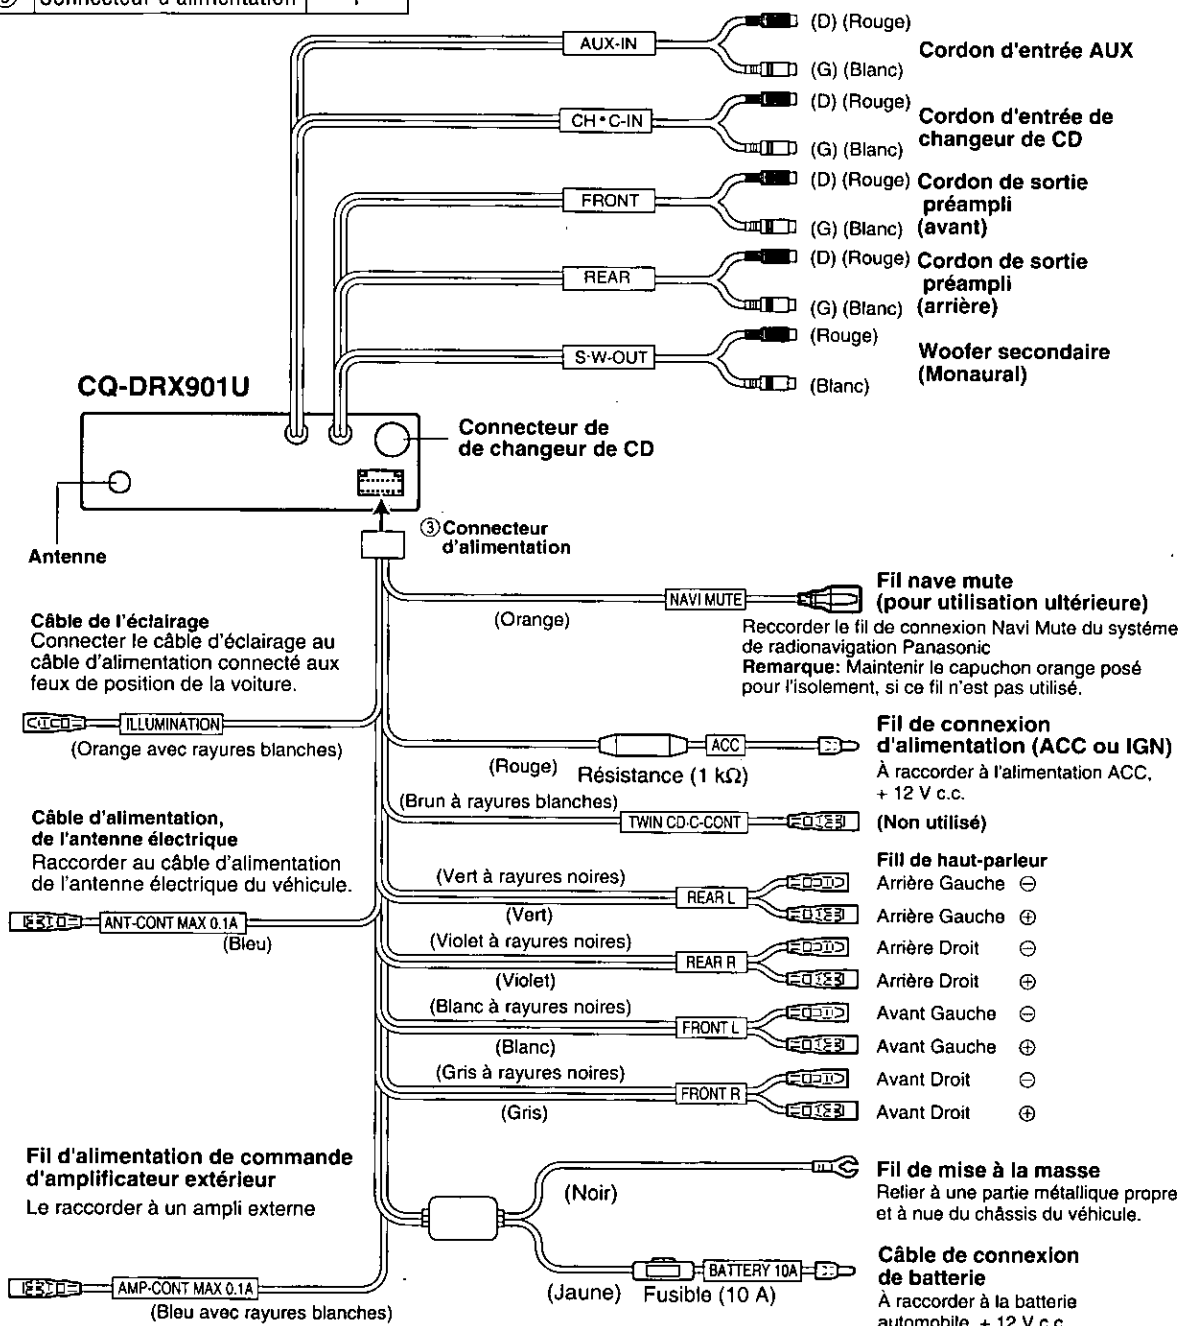 ③ Connecteur d'alimentation
AUX-IN
(D) (Rouge)
(G) (Blanc)
Cordon d'entrée AUX
CH•C-IN
(D) (Rouge)
(G) (Blanc)
Cordon d'entrée de
changeur de CD
FRONT
(D) (Rouge)
(G) (Blanc)
Cordon de sortie
préampli
(avant)
REAR
(D) (Rouge)
(G) (Blanc)
Cordon de sortie
préampli
(arrière)
S·W-OUT
(Rouge)
(Blanc)
Woofer secondaire
(Monaural)
CQ-DRX901U
Connecteur de
de changeur de CD
Antenne
③Connecteur
d'alimentation
(Orange)
NAVI MUTE
Fil nave mute
(pour utilisation ultérieure)
Reccorder le fil de connexion Navi Mute du systéme
de radionavigation Panasonic
Remarque: Maintenir le capuchon orange posé
pour l'isolement, si ce fil n'est pas utilisé.
Câble de l'éclairage
Connecter le câble d'éclairage au
câble d'alimentation connecté aux
feux de position de la voiture.
ILLUMINATION
(Orange avec rayures blanches)
(Rouge)
Résistance (1 kΩ)
ACC
Fil de connexion
d'alimentation (ACC ou IGN)
À raccorder à l'alimentation ACC,
+ 12 V c.c.
(Brun à rayures blanches)
TWIN CD·C-CONT
(Non utilisé)
Câble d'alimentation,
de l'antenne électrique
Raccorder au câble d'alimentation
de l'antenne électrique du véhicule.
ANT-CONT MAX 0.1A
(Bleu)
Fill de haut-parleur
(Vert à rayures noires)
(Vert)
REAR L
Arrière Gauche ⊖
Arrière Gauche ⊕
(Violet à rayures noires)
(Violet)
REAR R
Arrière Droit ⊖
Arrière Droit ⊕
(Blanc à rayures noires)
(Blanc)
FRONT L
Avant Gauche ⊖
Avant Gauche ⊕
(Gris à rayures noires)
(Gris)
FRONT R
Avant Droit ⊖
Avant Droit ⊕
Fil d'alimentation de commande
d'amplificateur extérieur
Le raccorder à un ampli externe
AMP-CONT MAX 0.1A
(Bleu avec rayures blanches)
(Noir)
Fil de mise à la masse
Relier à une partie métallique propre
et à nue du châssis du véhicule.
(Jaune)
Fusible (10 A)
BATTERY 10A
Câble de connexion
de batterie
À raccorder à la batterie
automobile, + 12 V c.c.